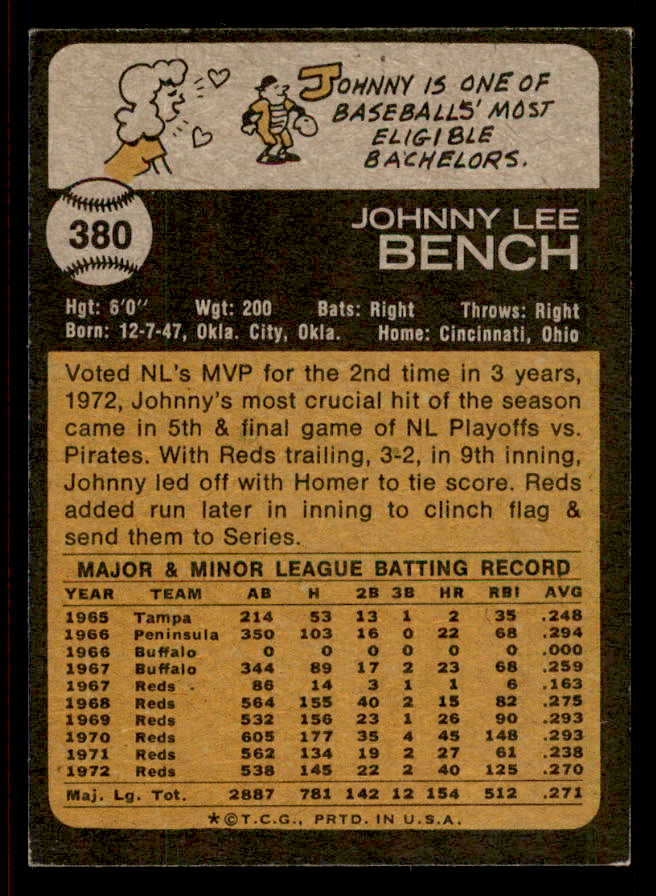 JOHNNY IS ONE OF
BASEBALLS' MOST
ELIGIBLE
BACHELORS.
380
JOHNNY LEE
BENCH
Hgt: 6'0" Wgt: 200 Bats: Right Throws: Right
Born: 12-7-47, Okla. City, Okla. Home: Cincinnati, Ohio
Voted NL's MVP for the 2nd time in 3 years,
1972, Johnny's most crucial hit of the season
came in 5th & final game of NL Playoffs vs.
Pirates. With Reds trailing, 3-2, in 9th inning,
Johnny led off with Homer to tie score. Reds
added run later in inning to clinch flag &
send them to Series.
MAJOR & MINOR LEAGUE BATTING RECORD
YEAR TEAM AB H 2B 3B HR RBI AVG
1965 Tampa 214 53 13 1 2 35 .248
1966 Peninsula 350 103 16 0 22 68 .294
1966 Buffalo 0 0 0 0 0 0 .000
1967 Buffalo 344 89 17 2 23 68 .259
1967 Reds 86 14 3 1 1 6 .163
1968 Reds 564 155 40 2 15 82 .275
1969 Reds 532 156 23 1 26 90 .293
1970 Reds 605 177 35 4 45 148 .293
1971 Reds 562 134 19 2 27 61 .238
1972 Reds 538 145 22 2 40 125 .270
Maj. Lg. Tot. 2887 781 142 12 154 512 .271
*©T.C.G., PRTD. IN U.S.A.